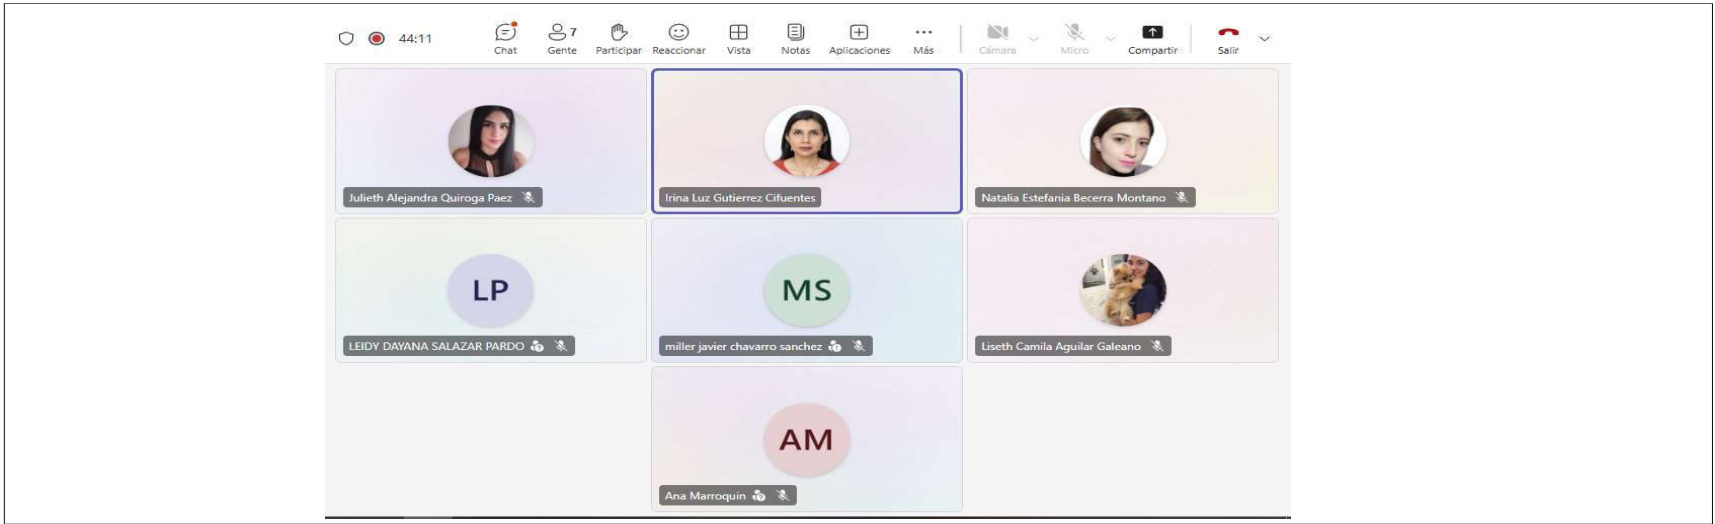 44:11
Chat
7
Gente
Participar
Reaccionar
Vista
Notas
Aplicaciones
Más
Cámara
Micro
Compartir
Salir
Julieth Alejandra Quiroga Paez
Irina Luz Gutierrez Cifuentes
Natalia Estefania Becerra Montano
LP
LEIDY DAYANA SALAZAR PARDO
MS
miller javier chavarro sanchez
Liseth Camila Aguilar Galeano
AM
Ana Marroquin